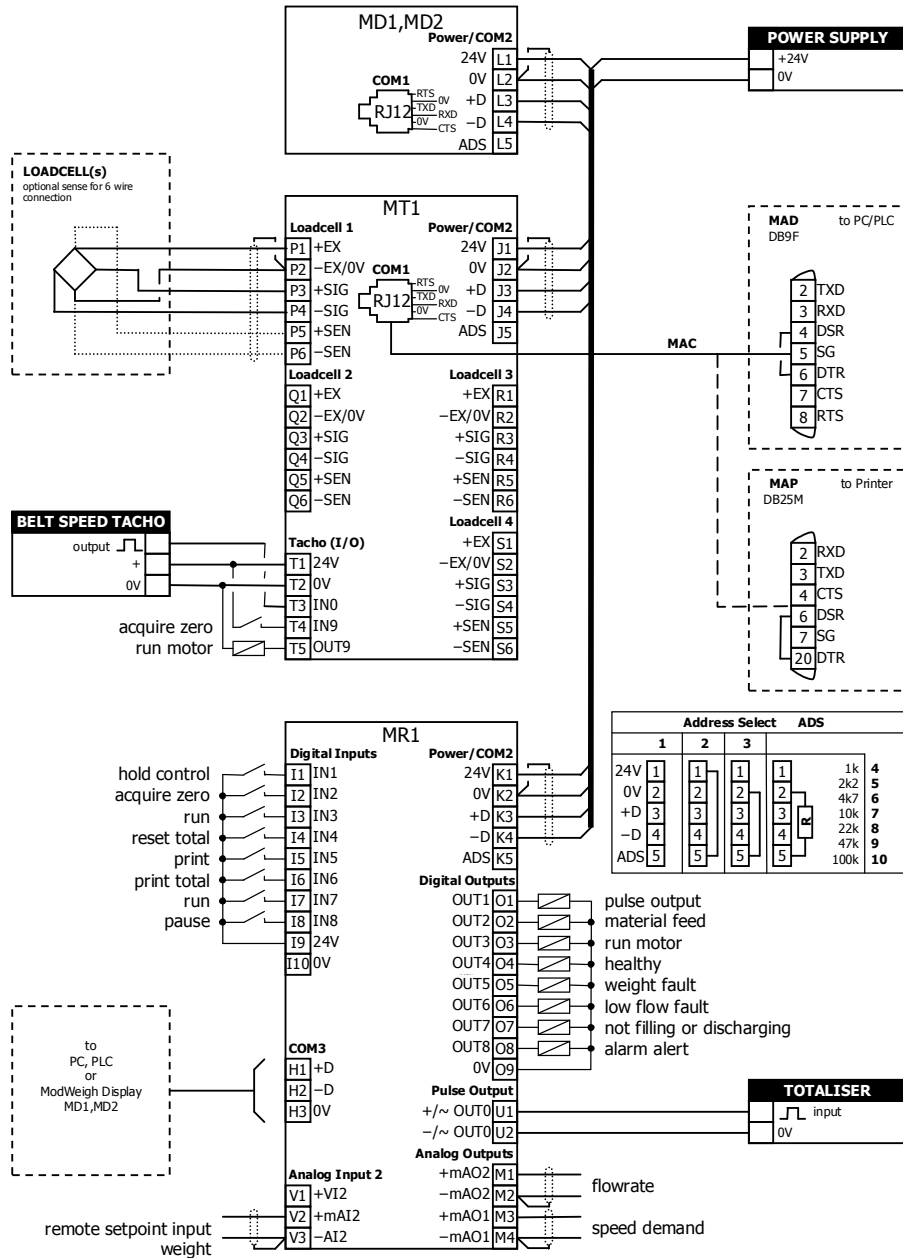 MD1,MD2
Power/COM2
24V L1
0V L2
+D L3
−D L4
ADS L5
COM1
RJ12
RTS
0V
TXD
RXD
0V
CTS
POWER SUPPLY
+24V
0V
LOADCELL(s)
optional sense for 6 wire
connection
MT1
Loadcell 1
P1 +EX
P2 −EX/0V
P3 +SIG
P4 −SIG
P5 +SEN
P6 −SEN
COM1
RJ12
RTS
0V
TXD
RXD
0V
CTS
Power/COM2
24V J1
0V J2
+D J3
−D J4
ADS J5
MAC
Loadcell 2
Q1 +EX
Q2 −EX/0V
Q3 +SIG
Q4 −SIG
Q5 +SEN
Q6 −SEN
Loadcell 3
+EX R1
−EX/0V R2
+SIG R3
−SIG R4
+SEN R5
−SEN R6
Loadcell 4
+EX S1
−EX/0V S2
+SIG S3
−SIG S4
+SEN S5
−SEN S6
MAD to PC/PLC
DB9F
2 TXD
3 RXD
4 DSR
5 SG
6 DTR
7 CTS
8 RTS
MAP to Printer
DB25M
2 RXD
3 TXD
4 CTS
6 DSR
7 SG
20 DTR
BELT SPEED TACHO
output
+
0V
Tacho (I/O)
T1 24V
T2 0V
T3 IN0
acquire zero T4 IN9
run motor T5 OUT9
Address Select ADS
1 2 3
24V 1 1 1 1 1k 4
0V 2 2 2 2 2k2 5
+D 3 3 3 3 R 4k7 6
−D 4 4 4 4 10k 7
ADS 5 5 5 5 22k 8
47k 9
100k 10
MR1
Digital Inputs
hold control I1 IN1
acquire zero I2 IN2
run I3 IN3
reset total I4 IN4
print I5 IN5
print total I6 IN6
run I7 IN7
pause I8 IN8
I9 24V
I10 0V
Power/COM2
24V K1
0V K2
+D K3
−D K4
ADS K5
Digital Outputs
OUT1 O1 pulse output
OUT2 O2 material feed
OUT3 O3 run motor
OUT4 O4 healthy
OUT5 O5 weight fault
OUT6 O6 low flow fault
OUT7 O7 not filling or discharging
OUT8 O8 alarm alert
0V O9
to
PC, PLC
or
ModWeigh Display
MD1,MD2
COM3
H1 +D
H2 −D
H3 0V
Pulse Output
+/~ OUT0 U1
−/~ OUT0 U2
TOTALISER
input
0V
Analog Outputs
+mAO2 M1
−mAO2 M2
flowrate
+mAO1 M3
−mAO1 M4
speed demand
Analog Input 2
V1 +VI2
V2 +mAI2
V3 −AI2
remote setpoint input
weight